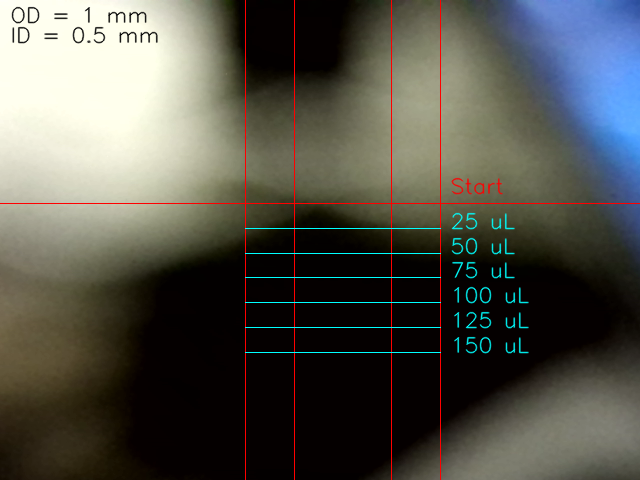 OD = 1 mm
ID = 0.5 mm
Start
25 uL
50 uL
75 uL
100 uL
125 uL
150 uL